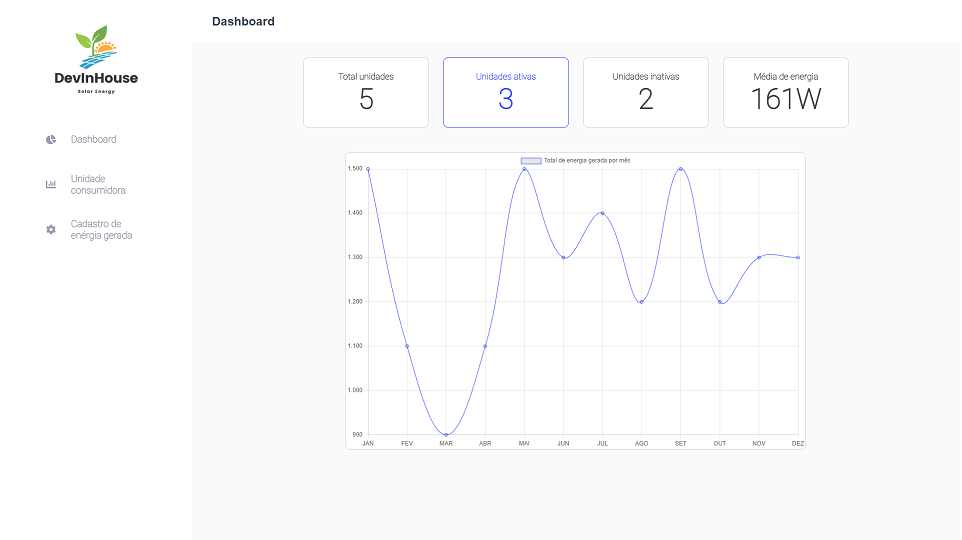 Dashboard
DevInHouse
Solar Energy
Dashboard
Unidade
consumidora
Cadastro de
enérgia gerada
Total unidades
5
Unidades ativas
3
Unidades inativas
2
Média de energia
161W
Total de energia gerada por mês
1.500
1.400
1.300
1.200
1.100
1.000
900
JAN FEV MAR ABR MAI JUN JUL AGO SET OUT NOV DEZ